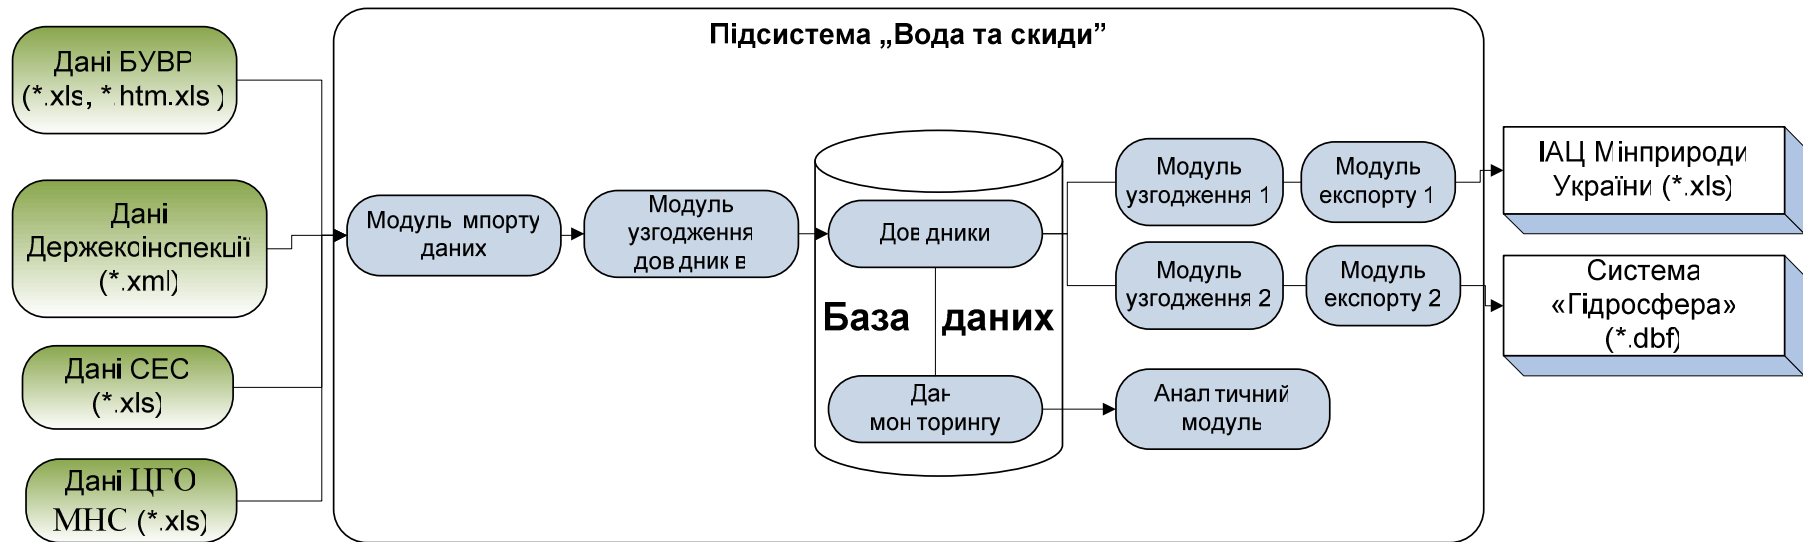 Підсистема „Вода та скиди”
Дані БУВР
(*.xls, *.htm.xls )
Дані
Держекоінспекції
(*.xml)
Дані СЕС
(*.xls)
Дані ЦГО
МНС (*.xls)
Модуль мпорту
даних
Модуль
узгодження
дов дник в
Дов дники
База даних
Дан
мон торингу
Модуль
узгодження 1
Модуль
експорту 1
Модуль
узгодження 2
Модуль
експорту 2
Анал тичний
модуль
ІАЦ Мінприроди
України (*.xls)
Система
«Гідросфера»
(*.dbf)